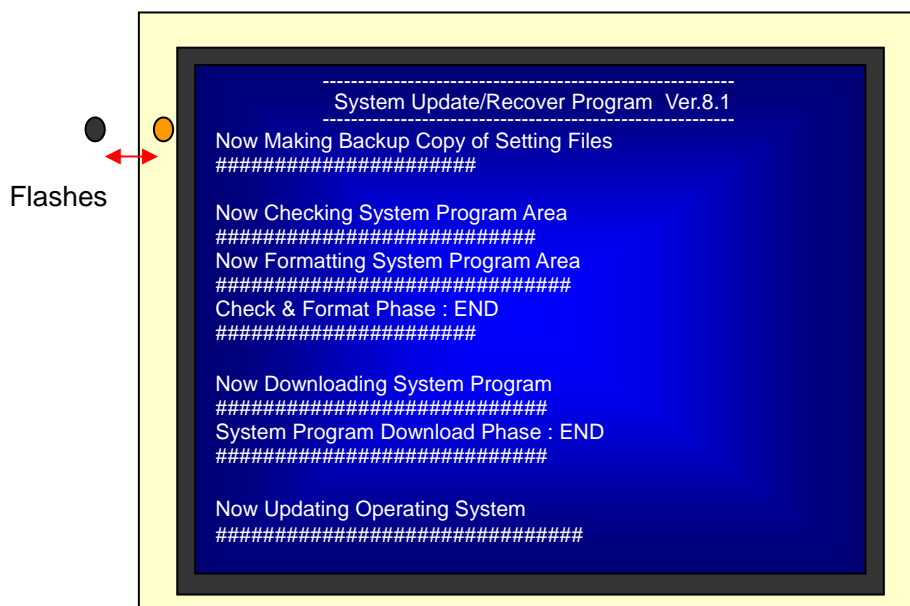 ----------------------------------------------------------
System Update/Recover Program Ver.8.1
----------------------------------------------------------
Now Making Backup Copy of Setting Files
######################
Flashes
Now Checking System Program Area
###########################
Now Formatting System Program Area
##############################
Check & Format Phase : END
######################
Now Downloading System Program
############################
System Program Download Phase : END
############################
Now Updating Operating System
###############################